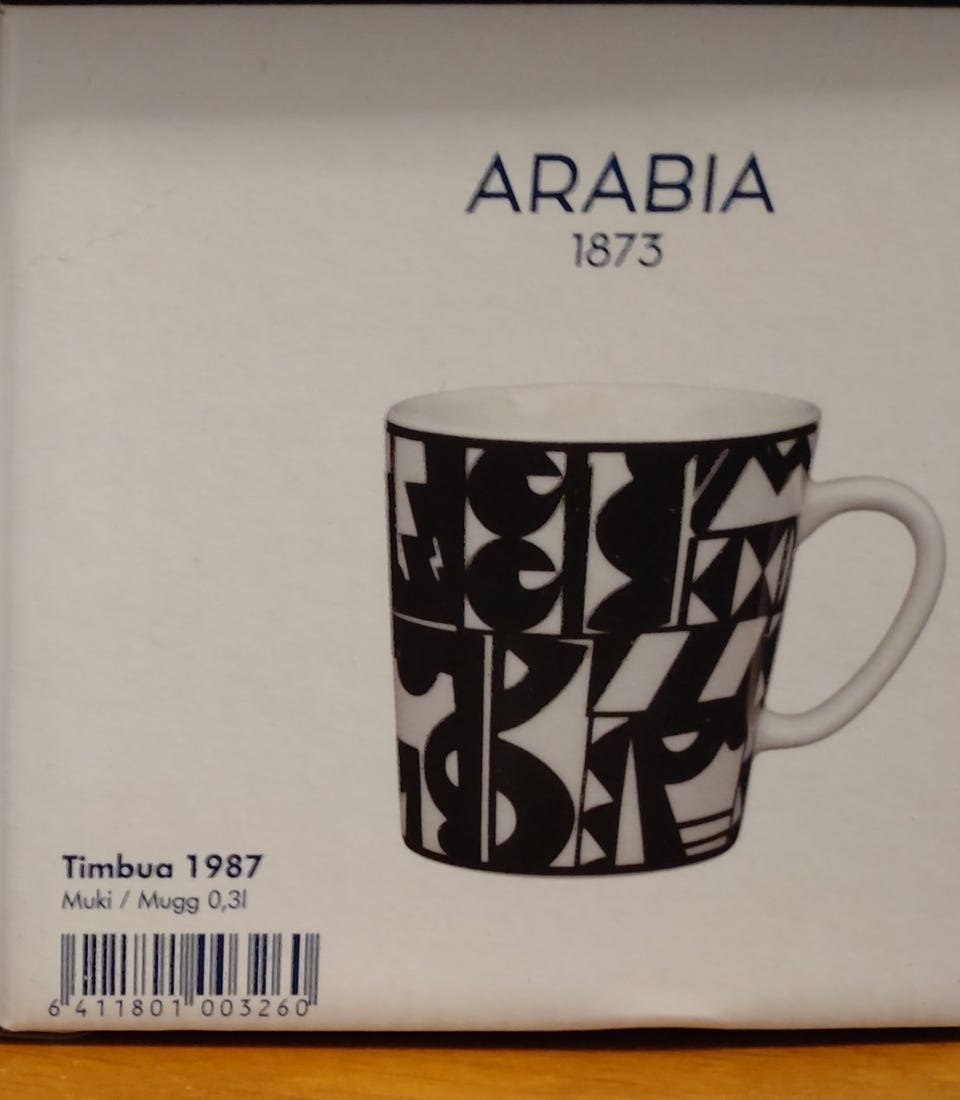 ARABIA
1873
Timbua 1987
Muki / Mugg 0,3l
6 411801 003260